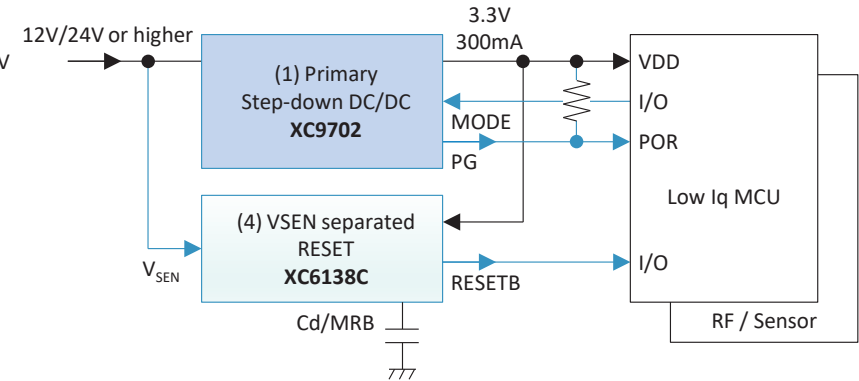 3.3V
300mA
12V/24V or higher
V
(1) Primary
Step-down DC/DC
XC9702
VDD
I/O
MODE
POR
PG
Low Iq MCU
(4) VSEN separated
RESET
XC6138C
VSEN
RESETB
I/O
Cd/MRB
RF / Sensor